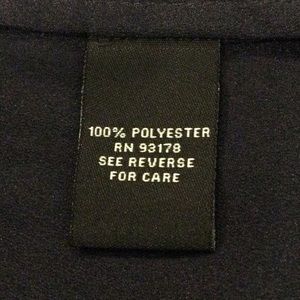 100% POLYESTER
RN 93178
SEE REVERSE
FOR CARE